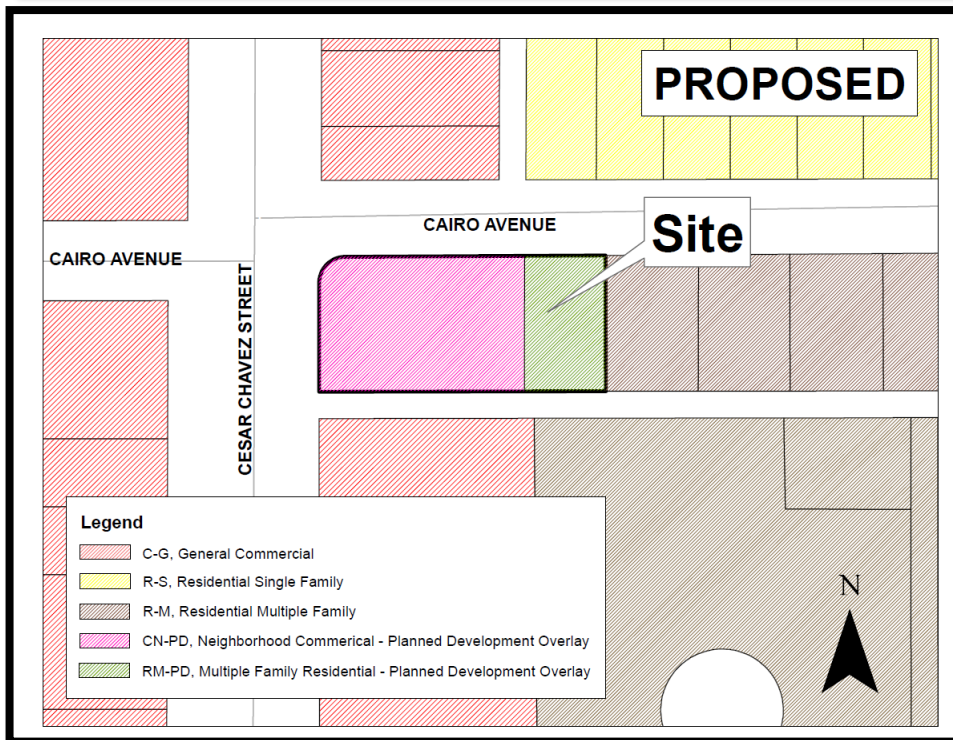 PROPOSED
CAIRO AVENUE
Site
CAIRO AVENUE
CESAR CHAVEZ STREET
Legend
C-G, General Commercial
R-S, Residential Single Family
R-M, Residential Multiple Family
CN-PD, Neighborhood Commerical - Planned Development Overlay
RM-PD, Multiple Family Residential - Planned Development Overlay
N